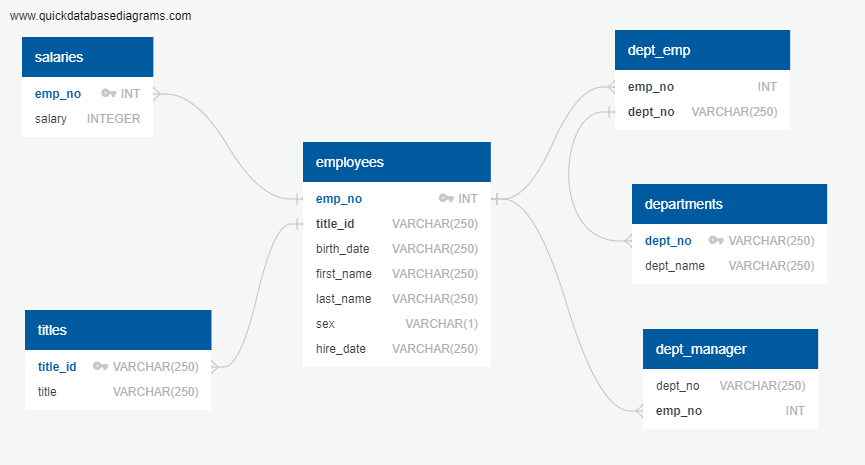 www.quickdatabasediagrams.com
salaries
emp_no INT
salary INTEGER
titles
title_id VARCHAR(250)
title VARCHAR(250)
employees
emp_no INT
title_id VARCHAR(250)
birth_date VARCHAR(250)
first_name VARCHAR(250)
last_name VARCHAR(250)
sex VARCHAR(1)
hire_date VARCHAR(250)
dept_emp
emp_no INT
dept_no VARCHAR(250)
departments
dept_no VARCHAR(250)
dept_name VARCHAR(250)
dept_manager
dept_no VARCHAR(250)
emp_no INT